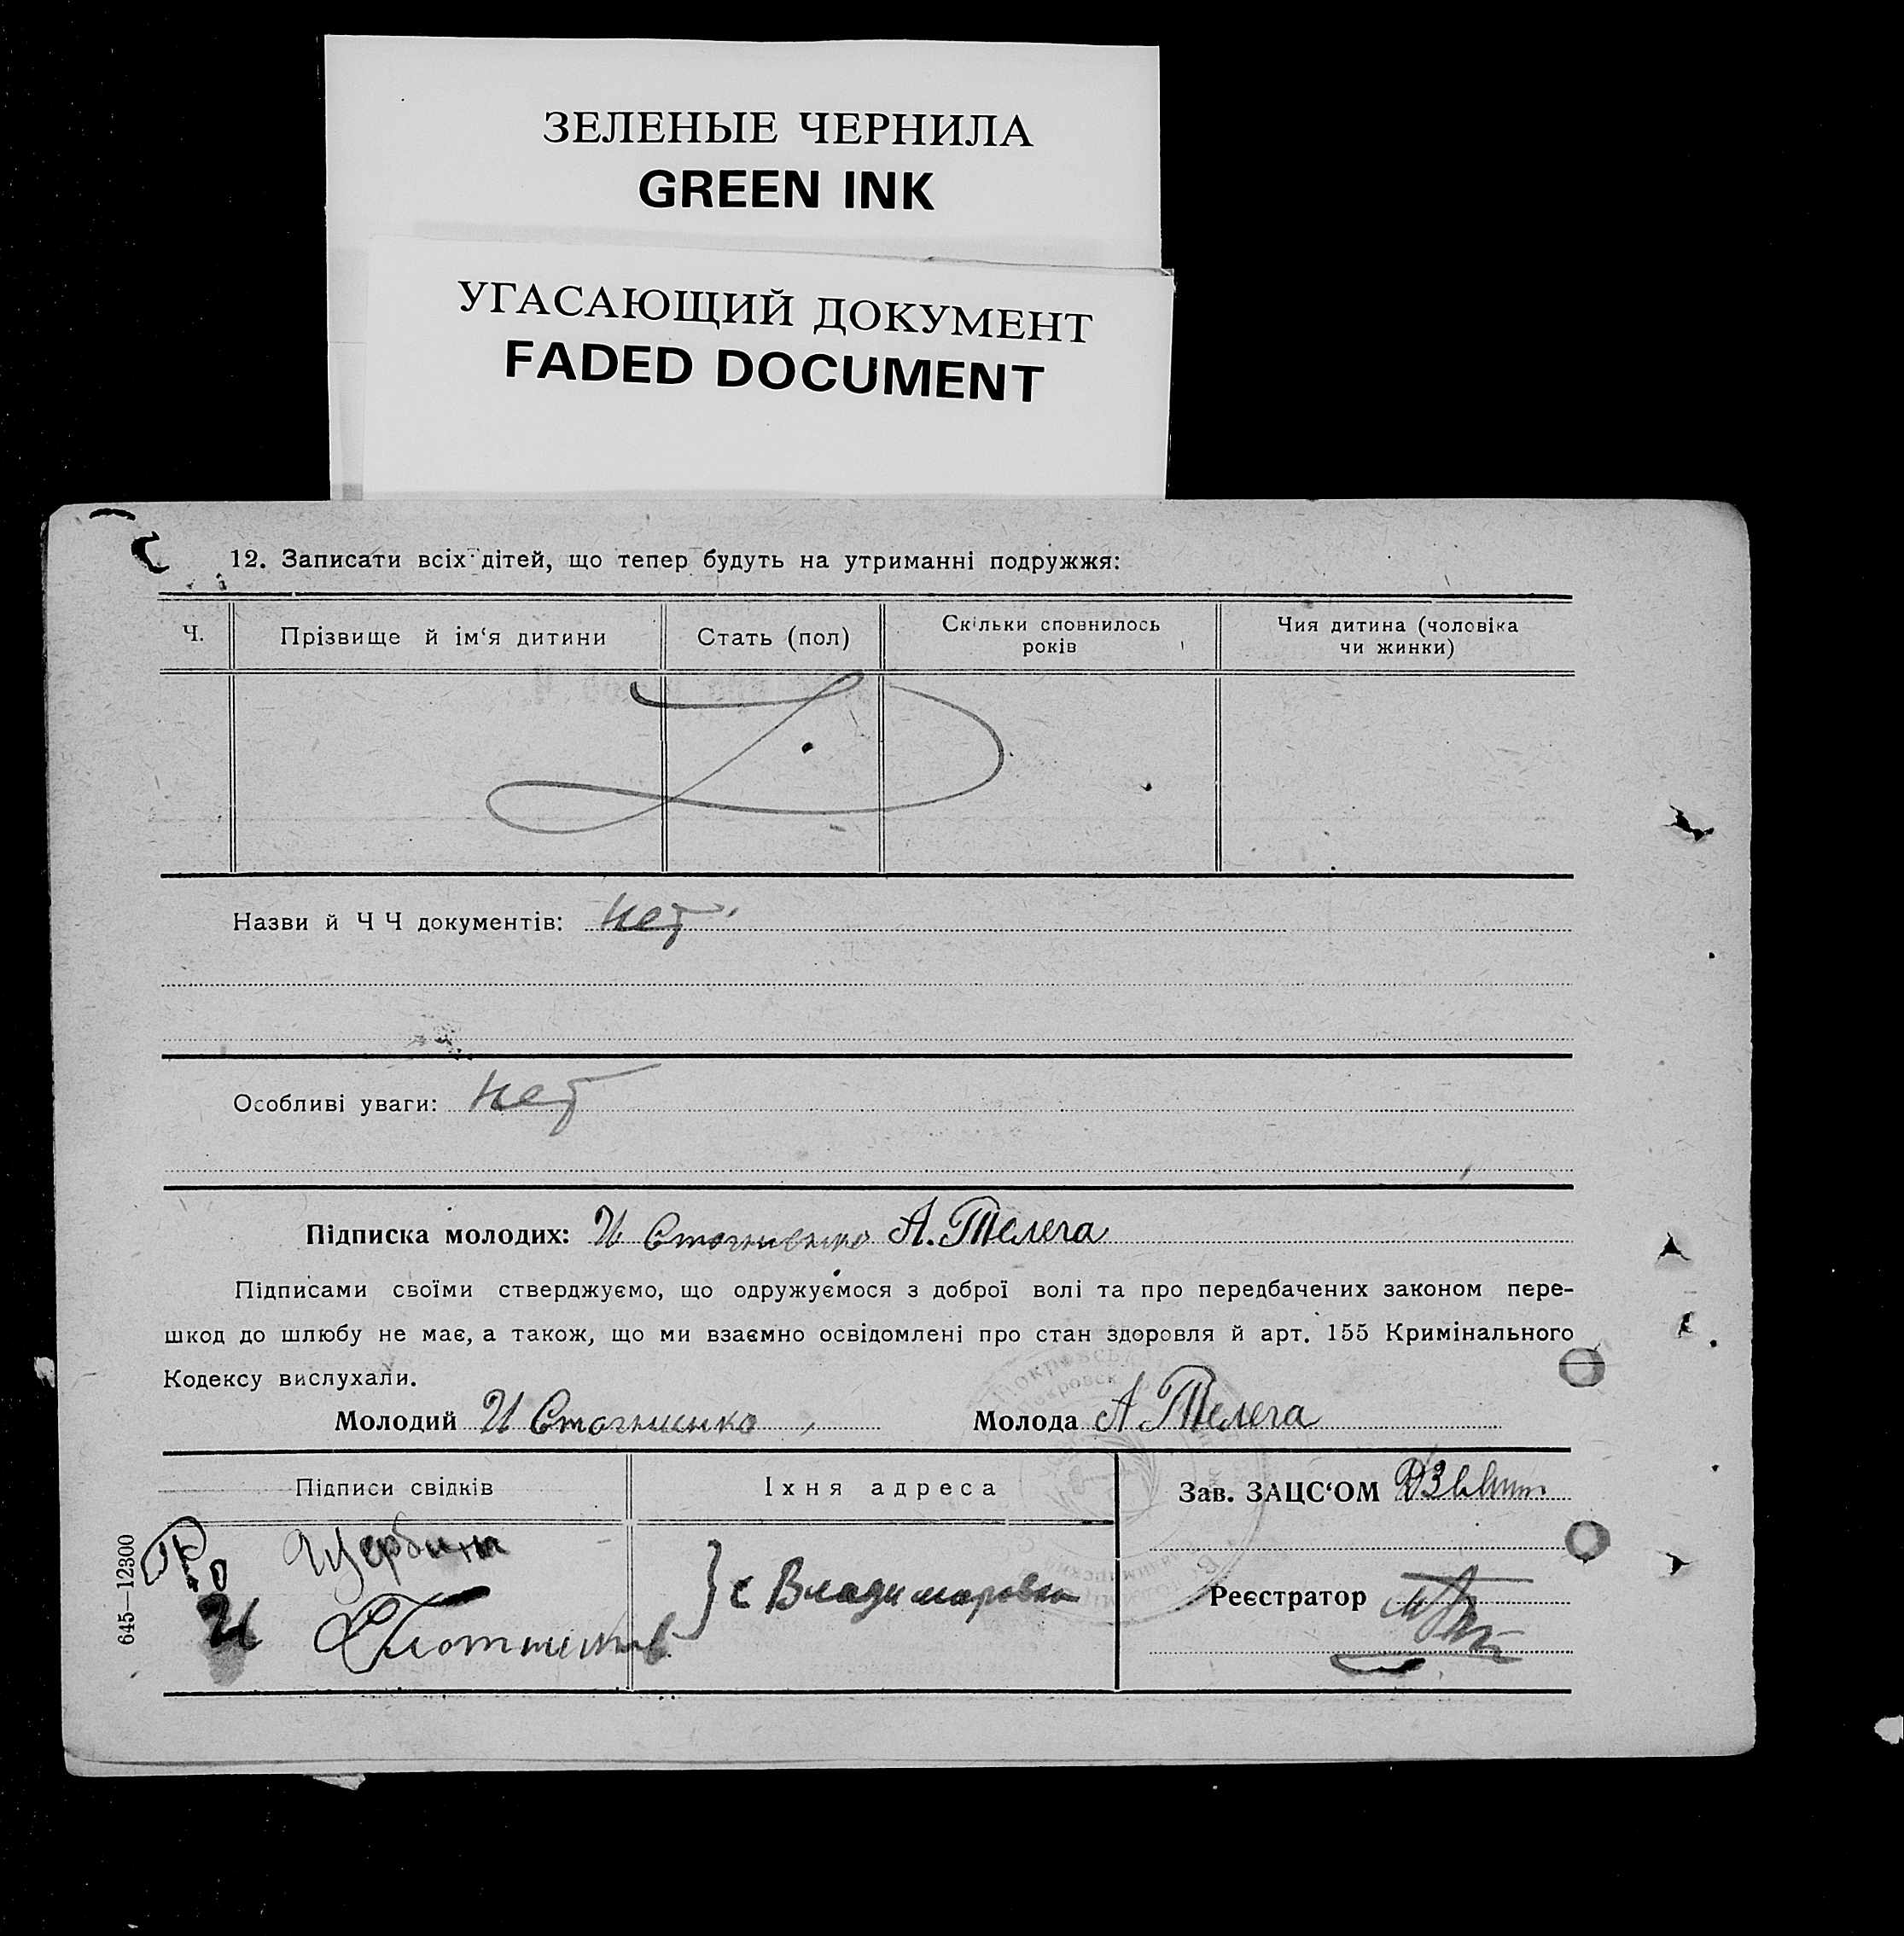 ЗЕЛЕНЫЕ ЧЕРНИЛА
GREEN INK
УГАСАЮЩИЙ ДОКУМЕНТ
FADED DOCUMENT
12. Записати всіх дітей, що тепер будуть на утриманні подружжя:
Ч. Прізвище й ім‘я дитини Стать (пол) Скільки сповнилось років Чия дитина (чоловіка чи жинки)
Назви й Ч Ч документів: нет
Особливі уваги: нет
Підписка молодих: И Стогниенко А. Телега
Підписами своїми стверджуємо, що одружуємося з доброї волі та про передбачених законом пере-
шкод до шлюбу не має, а також, що ми взаємно освідомлені про стан здоровля й арт. 155 Кримінального
Кодексу вислухали.
Молодий И Стогниенко Молода А Телега
Підписи свідків Іхня адреса Зав. ЗАЦС‘ОМ
Щербина
} с Владимировка
Реєстратор
Плотников
645—12300